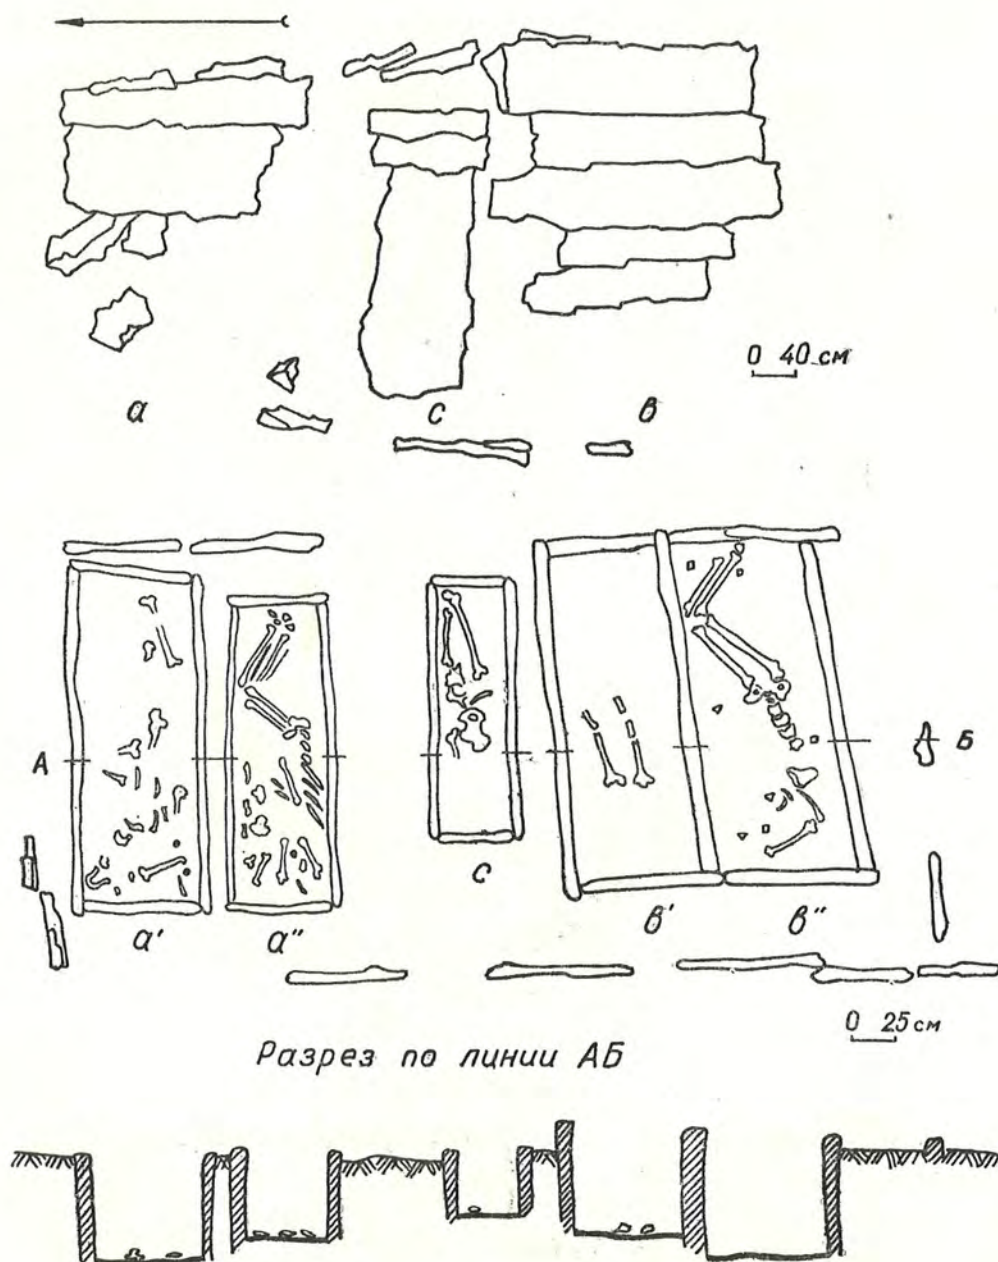 0 40 см
а с в
А Б
с
а' а" в' в"
0 25 см
Разрез по линии АБ